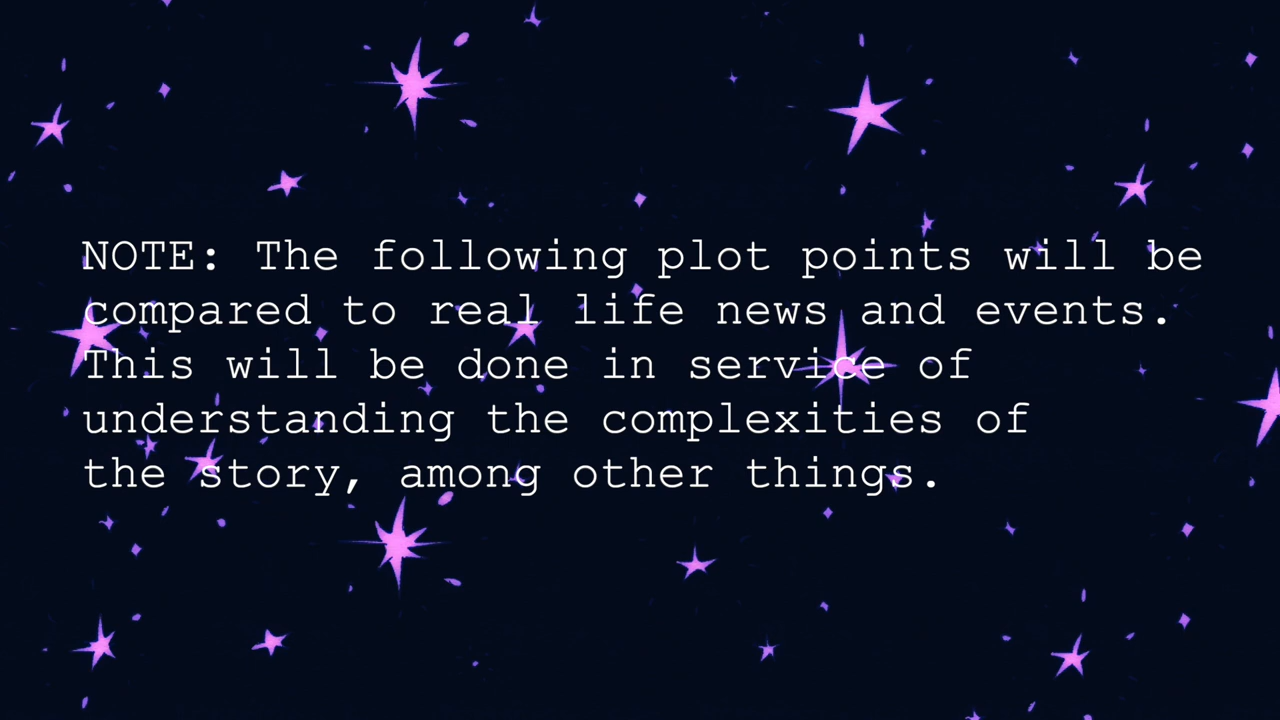 NOTE: The following plot points will be
compared to real life news and events.
This will be done in service of
understanding the complexities of
the story, among other things.